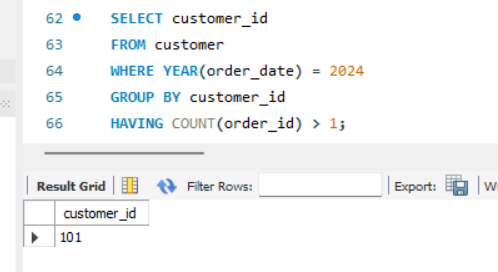 62 SELECT customer_id
63 FROM customer
64 WHERE YEAR(order_date) = 2024
65 GROUP BY customer_id
66 HAVING COUNT(order_id) > 1;
Result Grid Filter Rows: Export:
customer_id
101